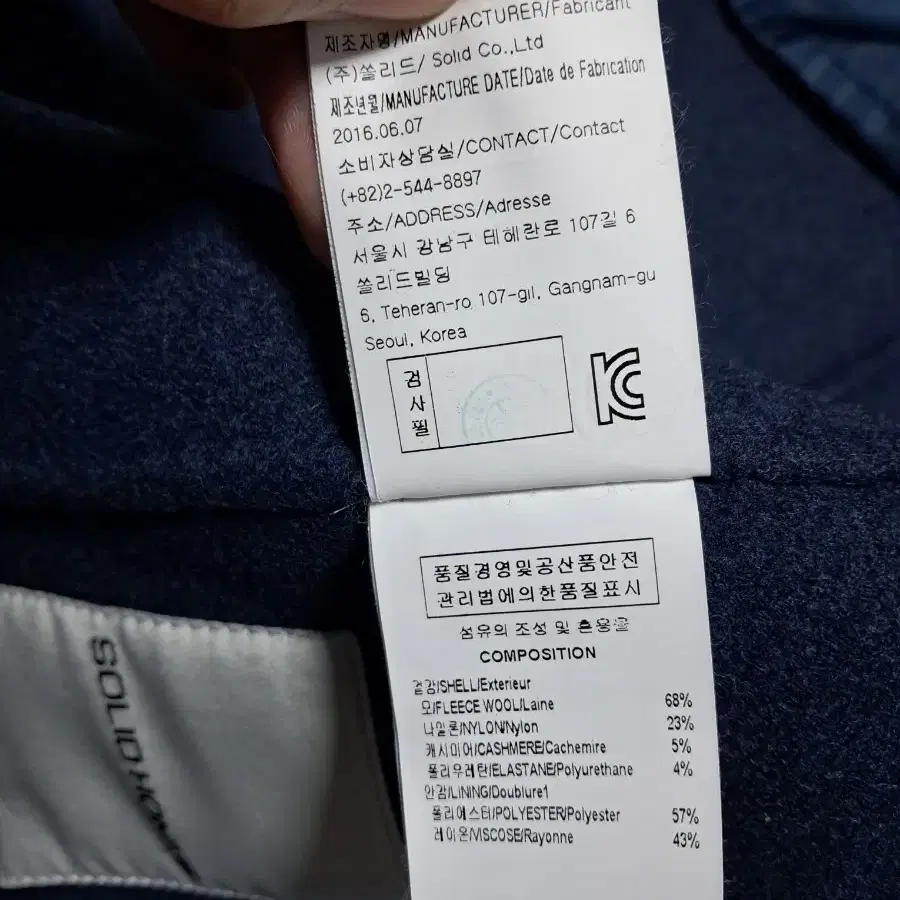 제조자명/MANUFACTURER/Fabricant
(주)쏠리드/ Solid Co.,Ltd
제조년월/MANUFACTURE DATE/Date de Fabrication
2016.06.07
소비자상담실/CONTACT/Contact
(+82)2-544-8897
주소/ADDRESS/Adresse
서울시 강남구 테헤란로 107길 6
쏠리드빌딩
6, Teheran-ro 107-gil, Gangnam-gu
Seoul, Korea
검사필
KC
품질경영및공산품안전
관리법에의한품질표시
섬유의 조성 및 혼용율
COMPOSITION
겉감/SHELL/Exterieur
모/FLEECE WOOL/Laine 68%
나일론/NYLON/Nylon 23%
캐시미어/CASHMERE/Cachemire 5%
폴리우레탄/ELASTANE/Polyurethane 4%
안감/LINING/Doublure1
폴리에스터/POLYESTER/Polyester 57%
레이온/VISCOSE/Rayonne 43%
SOLID HOMME